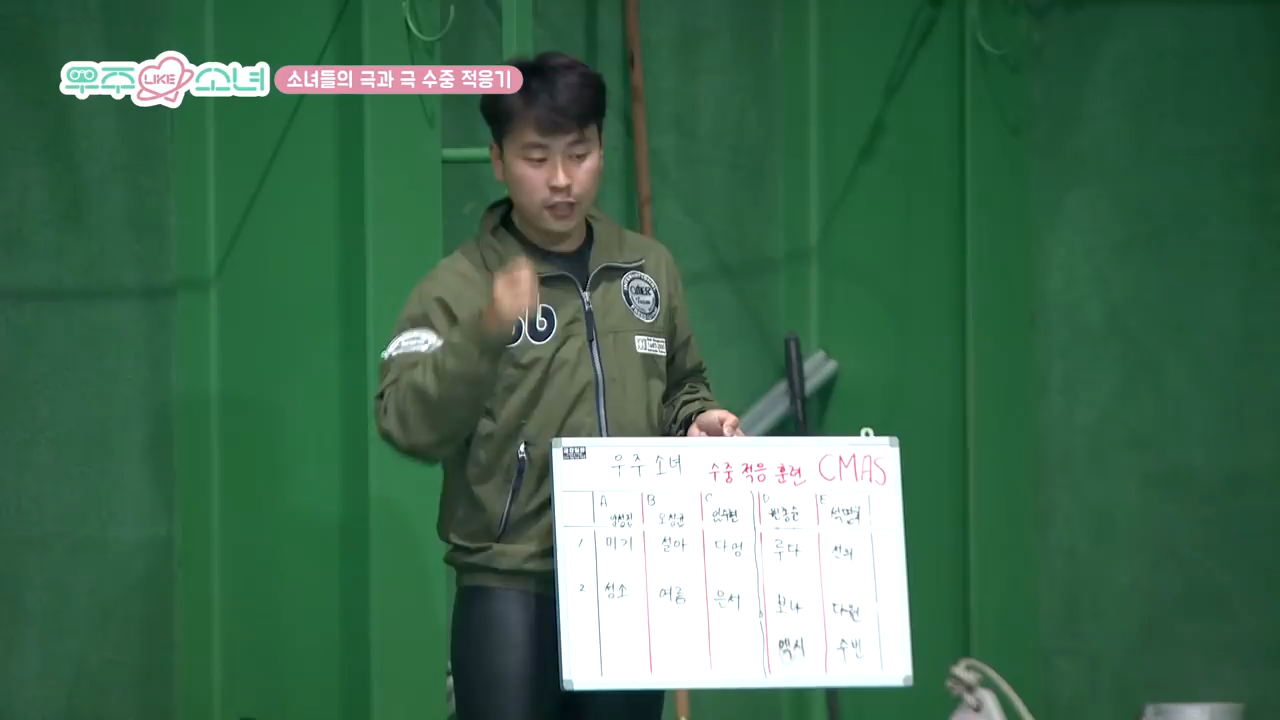 우주 LIKE 소녀
소녀들의 극과 극 수중 적응기
우주소녀 수중적응 훈련 CMAS
A B C D E
1 미기 설아 다영 루다 선의
2 성소 여름 은서 보나 다원
엑시 수빈